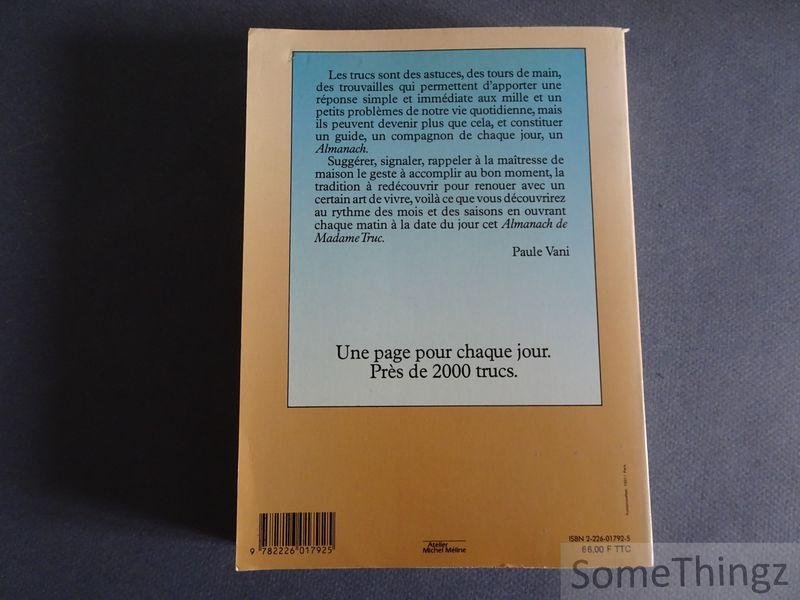 Les trucs sont des astuces, des tours de main,
des trouvailles qui permettent d'apporter une
réponse simple et immédiate aux mille et un
petits problèmes de notre vie quotidienne, mais
ils peuvent devenir plus que cela, et constituer
un guide, un compagnon de chaque jour, un
Almanach.
Suggérer, signaler, rappeler à la maîtresse de
maison le geste à accomplir au bon moment, la
tradition à redécouvrir pour renouer avec un
certain art de vivre, voilà ce que vous découvrirez
au rythme des mois et des saisons en ouvrant
chaque matin à la date du jour cet Almanach de
Madame Truc.
Paule Vani
Une page pour chaque jour.
Près de 2000 trucs.
9 782226 017925
Atelier
Michel Méline
ISBN 2-226-01792-5
66,00 F TTC
SomeThingz